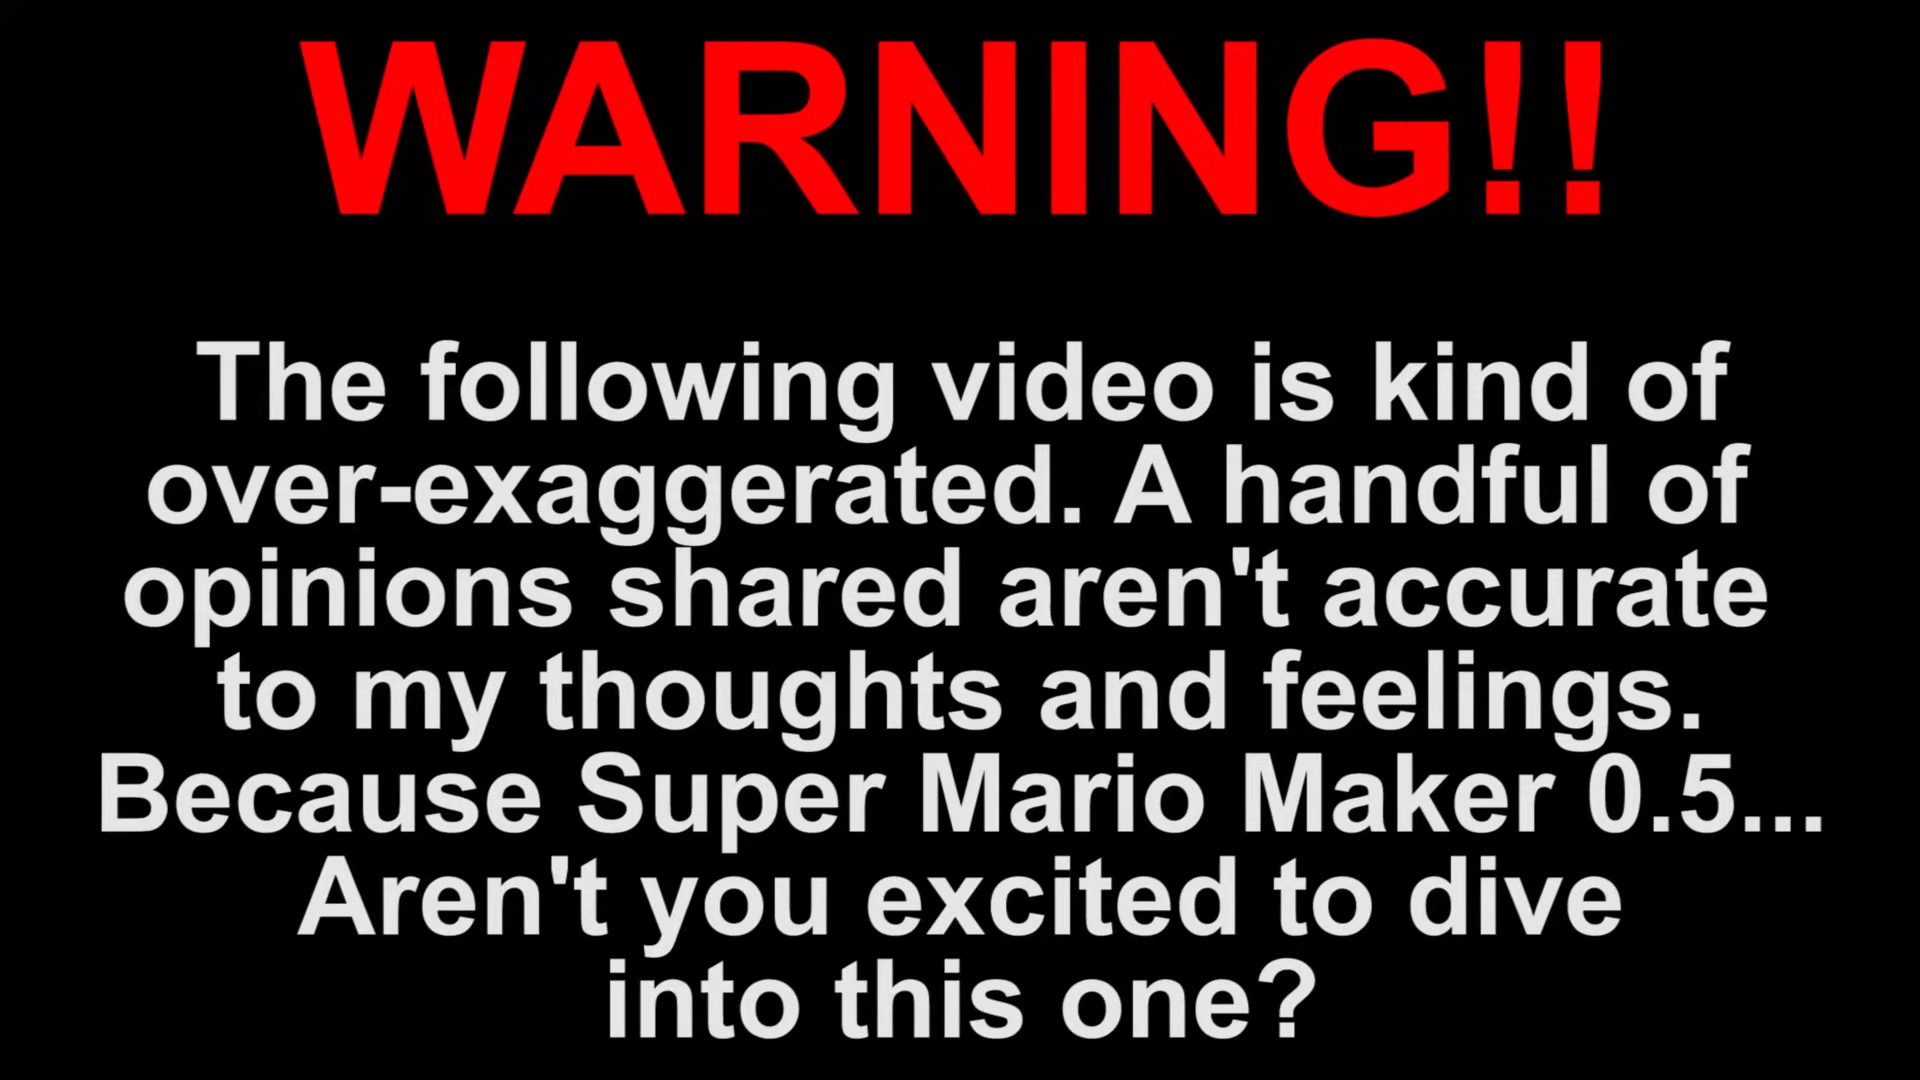 WARNING!!
The following video is kind of
over-exaggerated. A handful of
opinions shared aren't accurate
to my thoughts and feelings.
Because Super Mario Maker 0.5...
Aren't you excited to dive
into this one?